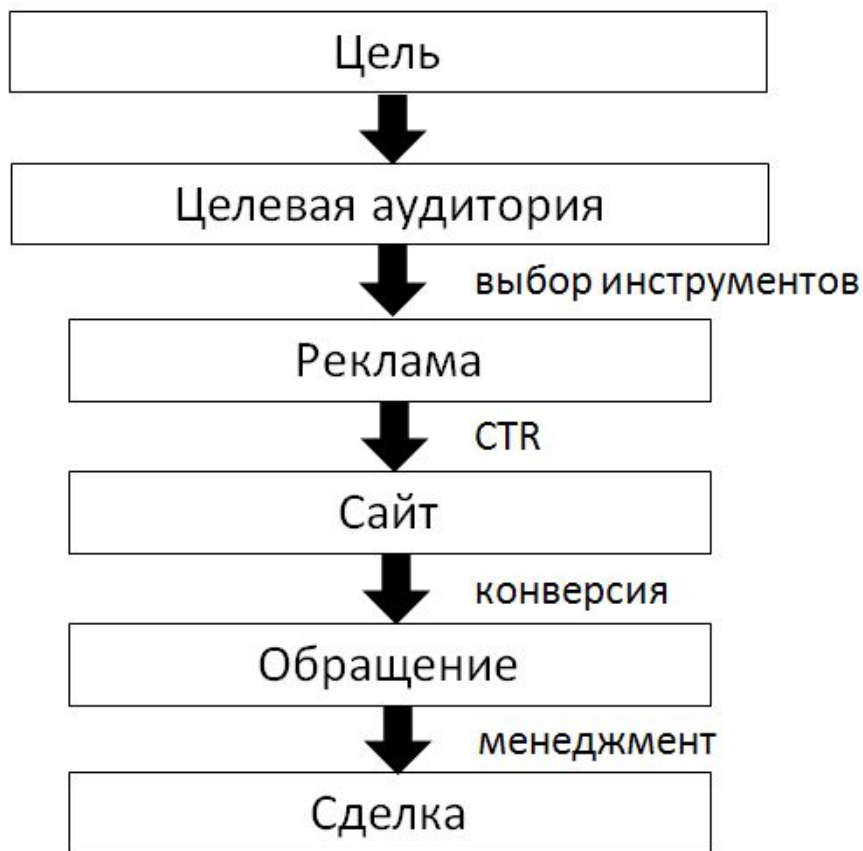 Цель
Целевая аудитория
выбор инструментов
Реклама
CTR
Сайт
конверсия
Обращение
менеджмент
Сделка